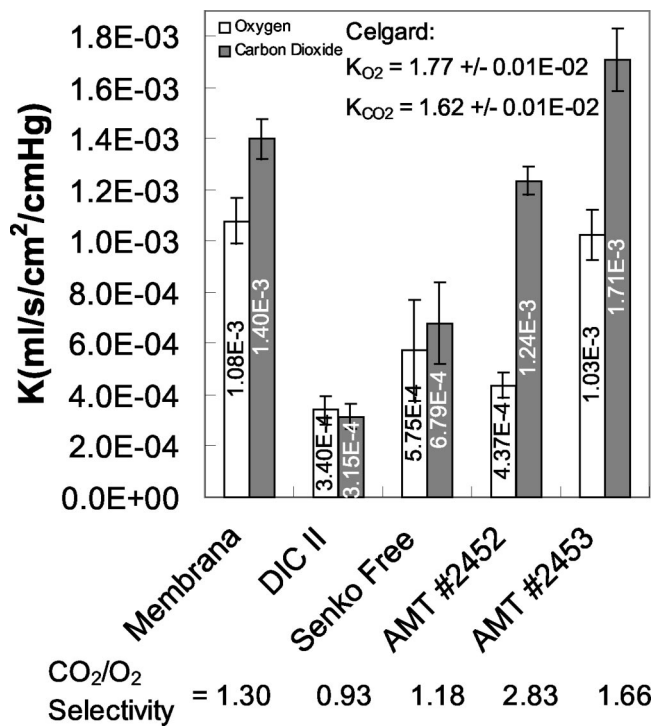 Oxygen
Carbon Dioxide
Celgard:
K_O2 = 1.77 +/- 0.01E-02
K_CO2 = 1.62 +/- 0.01E-02
K(ml/s/cm²/cmHg)
1.8E-03
1.6E-03
1.4E-03
1.2E-03
1.0E-03
8.0E-04
6.0E-04
4.0E-04
2.0E-04
0.0E+00
1.08E-3
1.40E-3
3.40E-4
3.15E-4
5.75E-4
6.79E-4
4.37E-4
1.24E-3
1.03E-3
1.71E-3
Membrana
DIC II
Senko Free
AMT #2452
AMT #2453
CO₂/O₂
Selectivity = 1.30 0.93 1.18 2.83 1.66